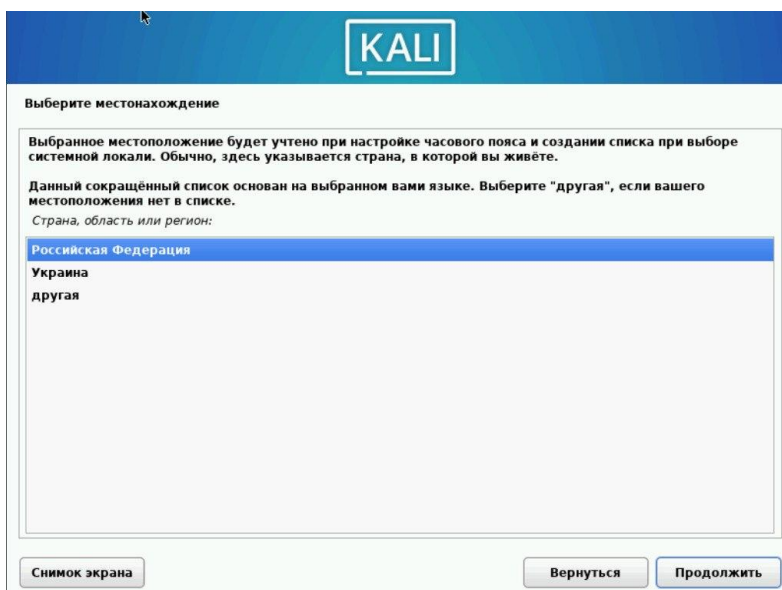 KALI
Выберите местонахождение
Выбранное местоположение будет учтено при настройке часового пояса и создании списка при выборе
системной локали. Обычно, здесь указывается страна, в которой вы живёте.
Данный сокращённый список основан на выбранном вами языке. Выберите "другая", если вашего
местоположения нет в списке.
Страна, область или регион:
Российская Федерация
Украина
другая
Снимок экрана
Вернуться
Продолжить